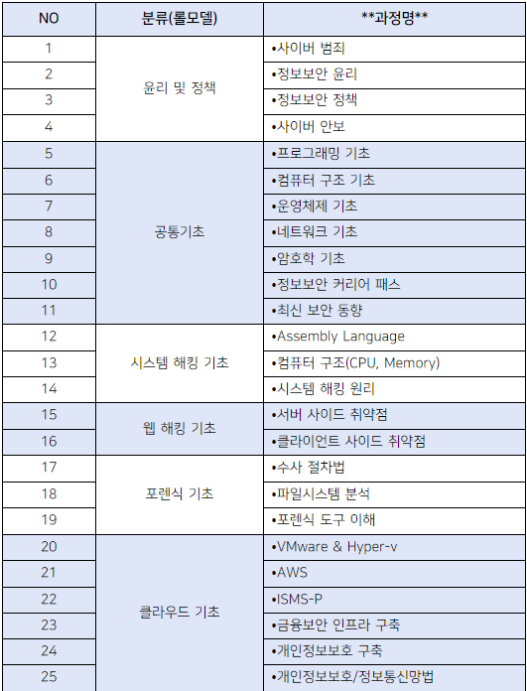 NO 분류(롤모델) **과정명**
1 •사이버 범죄
2 •정보보안 윤리
윤리 및 정책
3 •정보보안 정책
4 •사이버 안보
5 •프로그래밍 기초
6 •컴퓨터 구조 기초
7 •운영체제 기초
8 공통기초 •네트워크 기초
9 •암호학 기초
10 •정보보안 커리어 패스
11 •최신 보안 동향
12 •Assembly Language
13 시스템 해킹 기초 •컴퓨터 구조(CPU, Memory)
14 •시스템 해킹 원리
15 •서버 사이드 취약점
웹 해킹 기초
16 •클라이언트 사이드 취약점
17 •수사 절차법
18 포렌식 기초 •파일시스템 분석
19 •포렌식 도구 이해
20 •VMware & Hyper-v
21 •AWS
22 •ISMS-P
클라우드 기초
23 •금융보안 인프라 구축
24 •개인정보보호 구축
25 •개인정보보호/정보통신망법